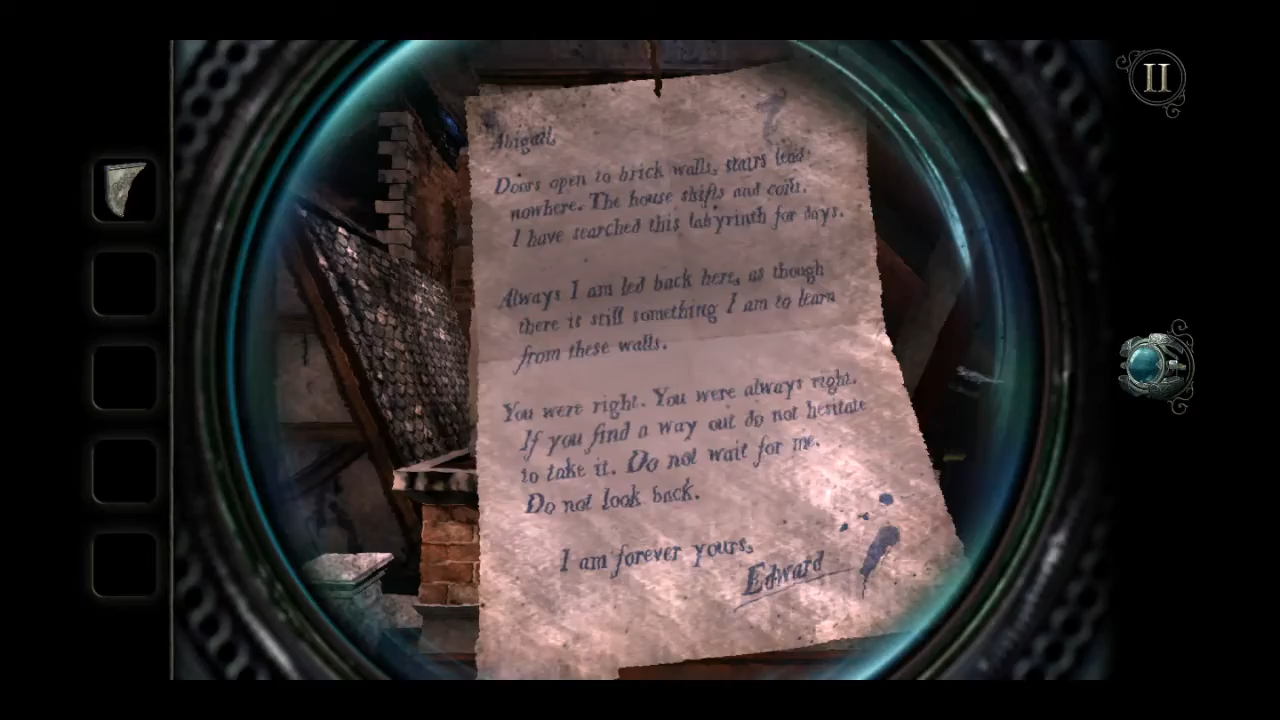 Abigail,
Doors open to brick walls, stairs lead
nowhere. The house shifts and coils.
I have searched this labyrinth for days.
Always I am led back here, as though
there is still something I am to learn
from these walls.
You were right. You were always right.
If you find a way out do not hesitate
to take it. Do not wait for me.
Do not look back.
I am forever yours,
Edward